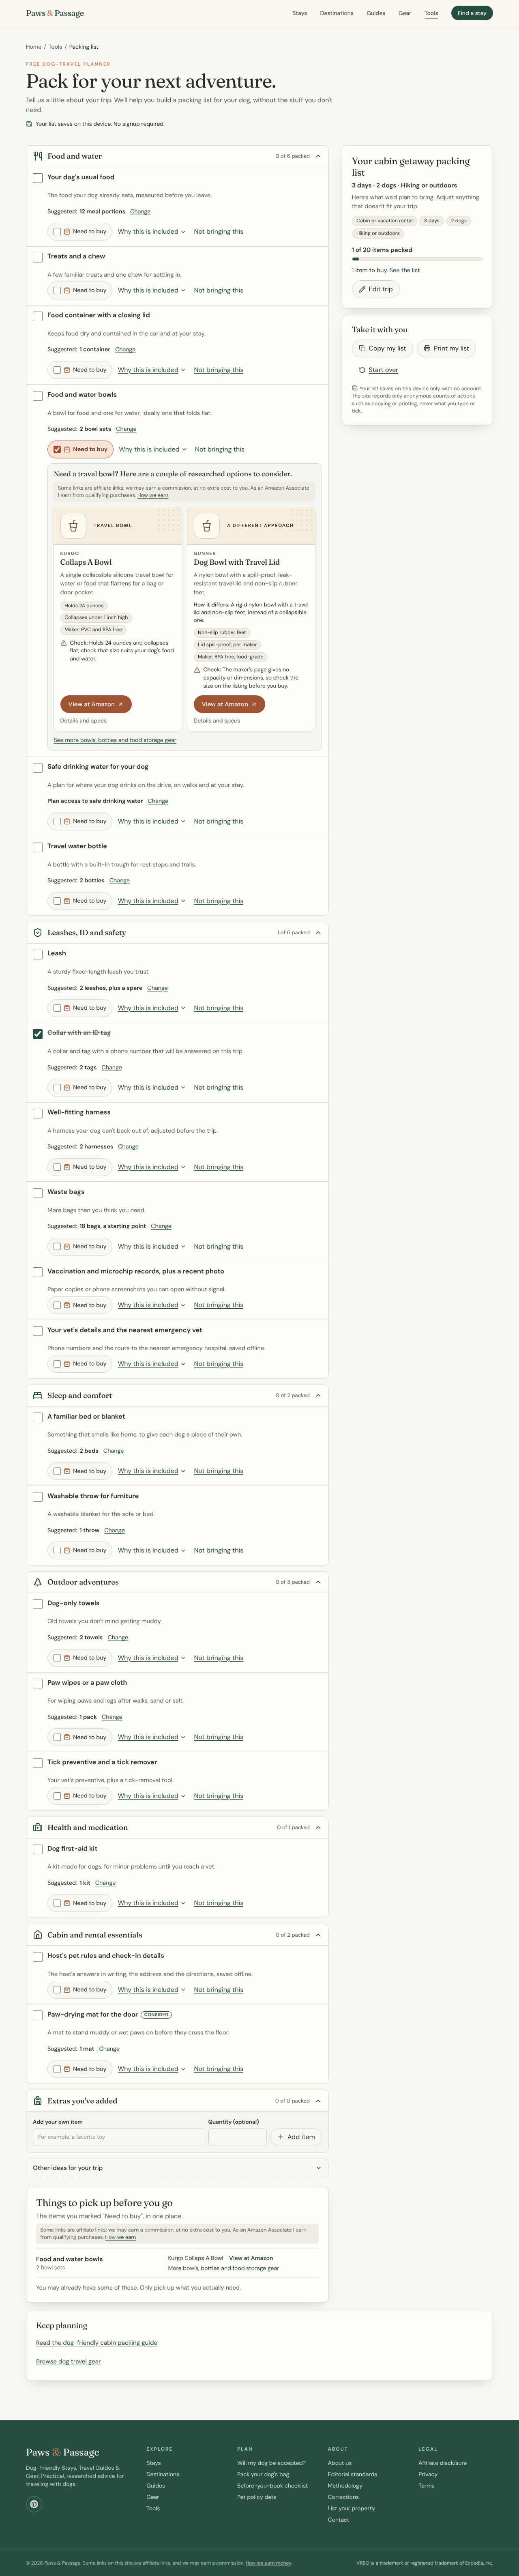 Paws & Passage
Stays Destinations Guides Gear Tools Find a stay
Home / Tools / Packing list
FREE DOG-TRAVEL PLANNER
Pack for your next adventure.
Tell us a little about your trip. We'll help you build a packing list for your dog, without the stuff you don't
need.
Your list saves on this device. No signup required.
Food and water 0 of 6 packed
Your dog's usual food
The food your dog already eats, measured before you leave.
Suggested: 12 meal portions Change
Need to buy Why this is included Not bringing this
Treats and a chew
A few familiar treats and one chew for settling in.
Need to buy Why this is included Not bringing this
Food container with a closing lid
Keeps food dry and contained in the car and at your stay.
Suggested: 1 container Change
Need to buy Why this is included Not bringing this
Food and water bowls
A bowl for food and one for water, ideally one that folds flat.
Suggested: 2 bowl sets Change
Need to buy Why this is included Not bringing this
Need a travel bowl? Here are a couple of researched options to consider.
Some links are affiliate links; we may earn a commission, at no extra cost to you. As an Amazon Associate
I earn from qualifying purchases. How we earn
TRAVEL BOWL
KURGO
Collaps A Bowl
A single collapsible silicone travel bowl for
water or food that flattens for a bag or
door pocket.
Holds 24 ounces
Collapses under 1 inch high
Maker: PVC and BPA free
Check: Holds 24 ounces and collapses
flat; check that size suits your dog's food
and water.
View at Amazon
Details and specs
A DIFFERENT APPROACH
GUNNER
Dog Bowl with Travel Lid
A nylon bowl with a spill-proof, leak-
resistant travel lid and non-slip rubber
feet.
How it differs: A rigid nylon bowl with a travel
lid and non-slip feet, instead of a collapsible
one.
Non-slip rubber feet
Lid spill-proof, per maker
Maker: BPA free, food-grade
Check: The maker's page gives no
capacity or dimensions, so check the
size on the listing before you buy.
View at Amazon
Details and specs
See more bowls, bottles and food storage gear
Safe drinking water for your dog
A plan for where your dog drinks on the drive, on walks and at your stay.
Plan access to safe drinking water Change
Need to buy Why this is included Not bringing this
Travel water bottle
A bottle with a built-in trough for rest stops and trails.
Suggested: 2 bottles Change
Need to buy Why this is included Not bringing this
Leashes, ID and safety 1 of 6 packed
Leash
A sturdy fixed-length leash you trust.
Suggested: 2 leashes, plus a spare Change
Need to buy Why this is included Not bringing this
Collar with an ID tag
A collar and tag with a phone number that will be answered on this trip.
Suggested: 2 tags Change
Need to buy Why this is included Not bringing this
Well-fitting harness
A harness your dog can't back out of, adjusted before the trip.
Suggested: 2 harnesses Change
Need to buy Why this is included Not bringing this
Waste bags
More bags than you think you need.
Suggested: 18 bags, a starting point Change
Need to buy Why this is included Not bringing this
Vaccination and microchip records, plus a recent photo
Paper copies or phone screenshots you can open without signal.
Need to buy Why this is included Not bringing this
Your vet's details and the nearest emergency vet
Phone numbers and the route to the nearest emergency hospital, saved offline.
Need to buy Why this is included Not bringing this
Sleep and comfort 0 of 2 packed
A familiar bed or blanket
Something that smells like home, to give each dog a place of their own.
Suggested: 2 beds Change
Need to buy Why this is included Not bringing this
Washable throw for furniture
A washable blanket for the sofa or bed.
Suggested: 1 throw Change
Need to buy Why this is included Not bringing this
Outdoor adventures 0 of 3 packed
Dog-only towels
Old towels you don't mind getting muddy.
Suggested: 2 towels Change
Need to buy Why this is included Not bringing this
Paw wipes or a paw cloth
For wiping paws and legs after walks, sand or salt.
Suggested: 1 pack Change
Need to buy Why this is included Not bringing this
Tick preventive and a tick remover
Your vet's preventive, plus a tick-removal tool.
Need to buy Why this is included Not bringing this
Health and medication 0 of 1 packed
Dog first-aid kit
A kit made for dogs, for minor problems until you reach a vet.
Suggested: 1 kit Change
Need to buy Why this is included Not bringing this
Cabin and rental essentials 0 of 2 packed
Host's pet rules and check-in details
The host's answers in writing, the address and the directions, saved offline.
Need to buy Why this is included Not bringing this
Paw-drying mat for the door CONSIDER
A mat to stand muddy or wet paws on before they cross the floor.
Suggested: 1 mat Change
Need to buy Why this is included Not bringing this
Extras you've added 0 of 0 packed
Add your own item Quantity (optional)
For example, a favorite toy Add item
Other ideas for your trip
Things to pick up before you go
The items you marked "Need to buy", in one place.
Some links are affiliate links; we may earn a commission, at no extra cost to you. As an Amazon Associate I earn
from qualifying purchases. How we earn
Food and water bowls Kurgo Collaps A Bowl View at Amazon
2 bowl sets More bowls, bottles and food storage gear
You may already have some of these. Only pick up what you actually need.
Your cabin getaway packing
list
3 days · 2 dogs · Hiking or outdoors
Here's what we'd plan to bring. Adjust anything
that doesn't fit your trip.
Cabin or vacation rental 3 days 2 dogs
Hiking or outdoors
1 of 20 items packed
1 item to buy. See the list
Edit trip
Take it with you
Copy my list Print my list
Start over
Your list saves on this device only, with no account.
The site records only anonymous counts of actions
such as copying or printing, never what you type or
tick.
Keep planning
Read the dog-friendly cabin packing guide
Browse dog travel gear
Paws & Passage
Dog-Friendly Stays, Travel Guides &
Gear. Practical, researched advice for
traveling with dogs.
EXPLORE
Stays
Destinations
Guides
Gear
Tools
PLAN
Will my dog be accepted?
Pack your dog's bag
Before-you-book checklist
Pet policy data
ABOUT
About us
Editorial standards
Methodology
Corrections
List your property
Contact
LEGAL
Affiliate disclosure
Privacy
Terms
© 2026 Paws & Passage. Some links on this site are affiliate links, and we may earn a commission. How we earn money
VRBO is a trademark or registered trademark of Expedia, Inc.